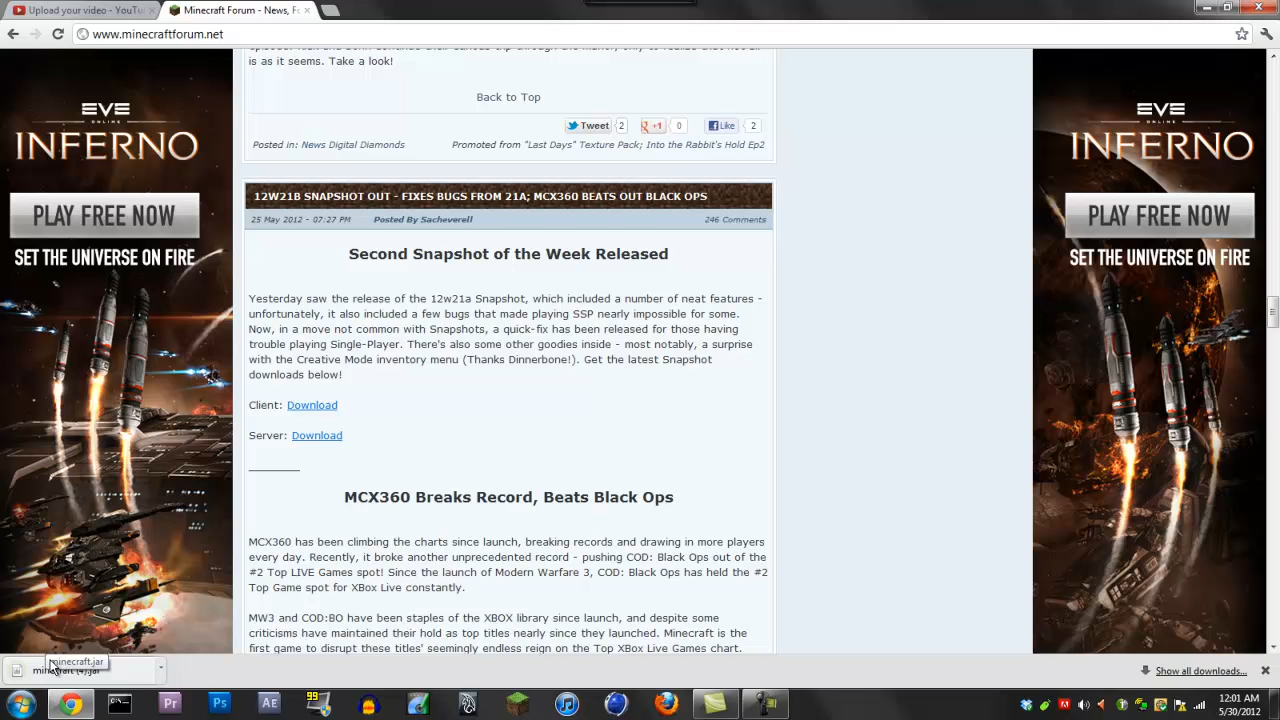 Upload your video - YouTu
Minecraft Forum - News, Fo
www.minecraftforum.net
is as it seems. Take a look!
Back to Top
Tweet 2 +1 0 Like 2
Posted in: News Digital Diamonds
Promoted from "Last Days" Texture Pack; Into the Rabbit's Hold Ep2
12W21B SNAPSHOT OUT - FIXES BUGS FROM 21A; MCX360 BEATS OUT BLACK OPS
25 May 2012 - 07:27 PM Posted By Sacheverell 246 Comments
Second Snapshot of the Week Released
Yesterday saw the release of the 12w21a Snapshot, which included a number of neat features -
unfortunately, it also included a few bugs that made playing SSP nearly impossible for some.
Now, in a move not common with Snapshots, a quick-fix has been released for those having
trouble playing Single-Player. There's also some other goodies inside - most notably, a surprise
with the Creative Mode inventory menu (Thanks Dinnerbone!). Get the latest Snapshot
downloads below!
Client: Download
Server: Download
MCX360 Breaks Record, Beats Black Ops
MCX360 has been climbing the charts since launch, breaking records and drawing in more players
every day. Recently, it broke another unprecedented record - pushing COD: Black Ops out of the
#2 Top LIVE Games spot! Since the launch of Modern Warfare 3, COD: Black Ops has held the #2
Top Game spot for XBox Live constantly.
MW3 and COD:BO have been staples of the XBOX library since launch, and despite some
criticisms have maintained their hold as top titles nearly since they launched. Minecraft is the
first game to disrupt these titles' seemingly endless reign on the Top XBox Live Games chart.
EVE
ONLINE
INFERNO
PLAY FREE NOW
SET THE UNIVERSE ON FIRE
EVE
ONLINE
INFERNO
PLAY FREE NOW
SET THE UNIVERSE ON FIRE
minecraft.jar
minecraft (4).jar
Show all downloads...
Pr Ps Ae 99
12:01 AM
5/30/2012